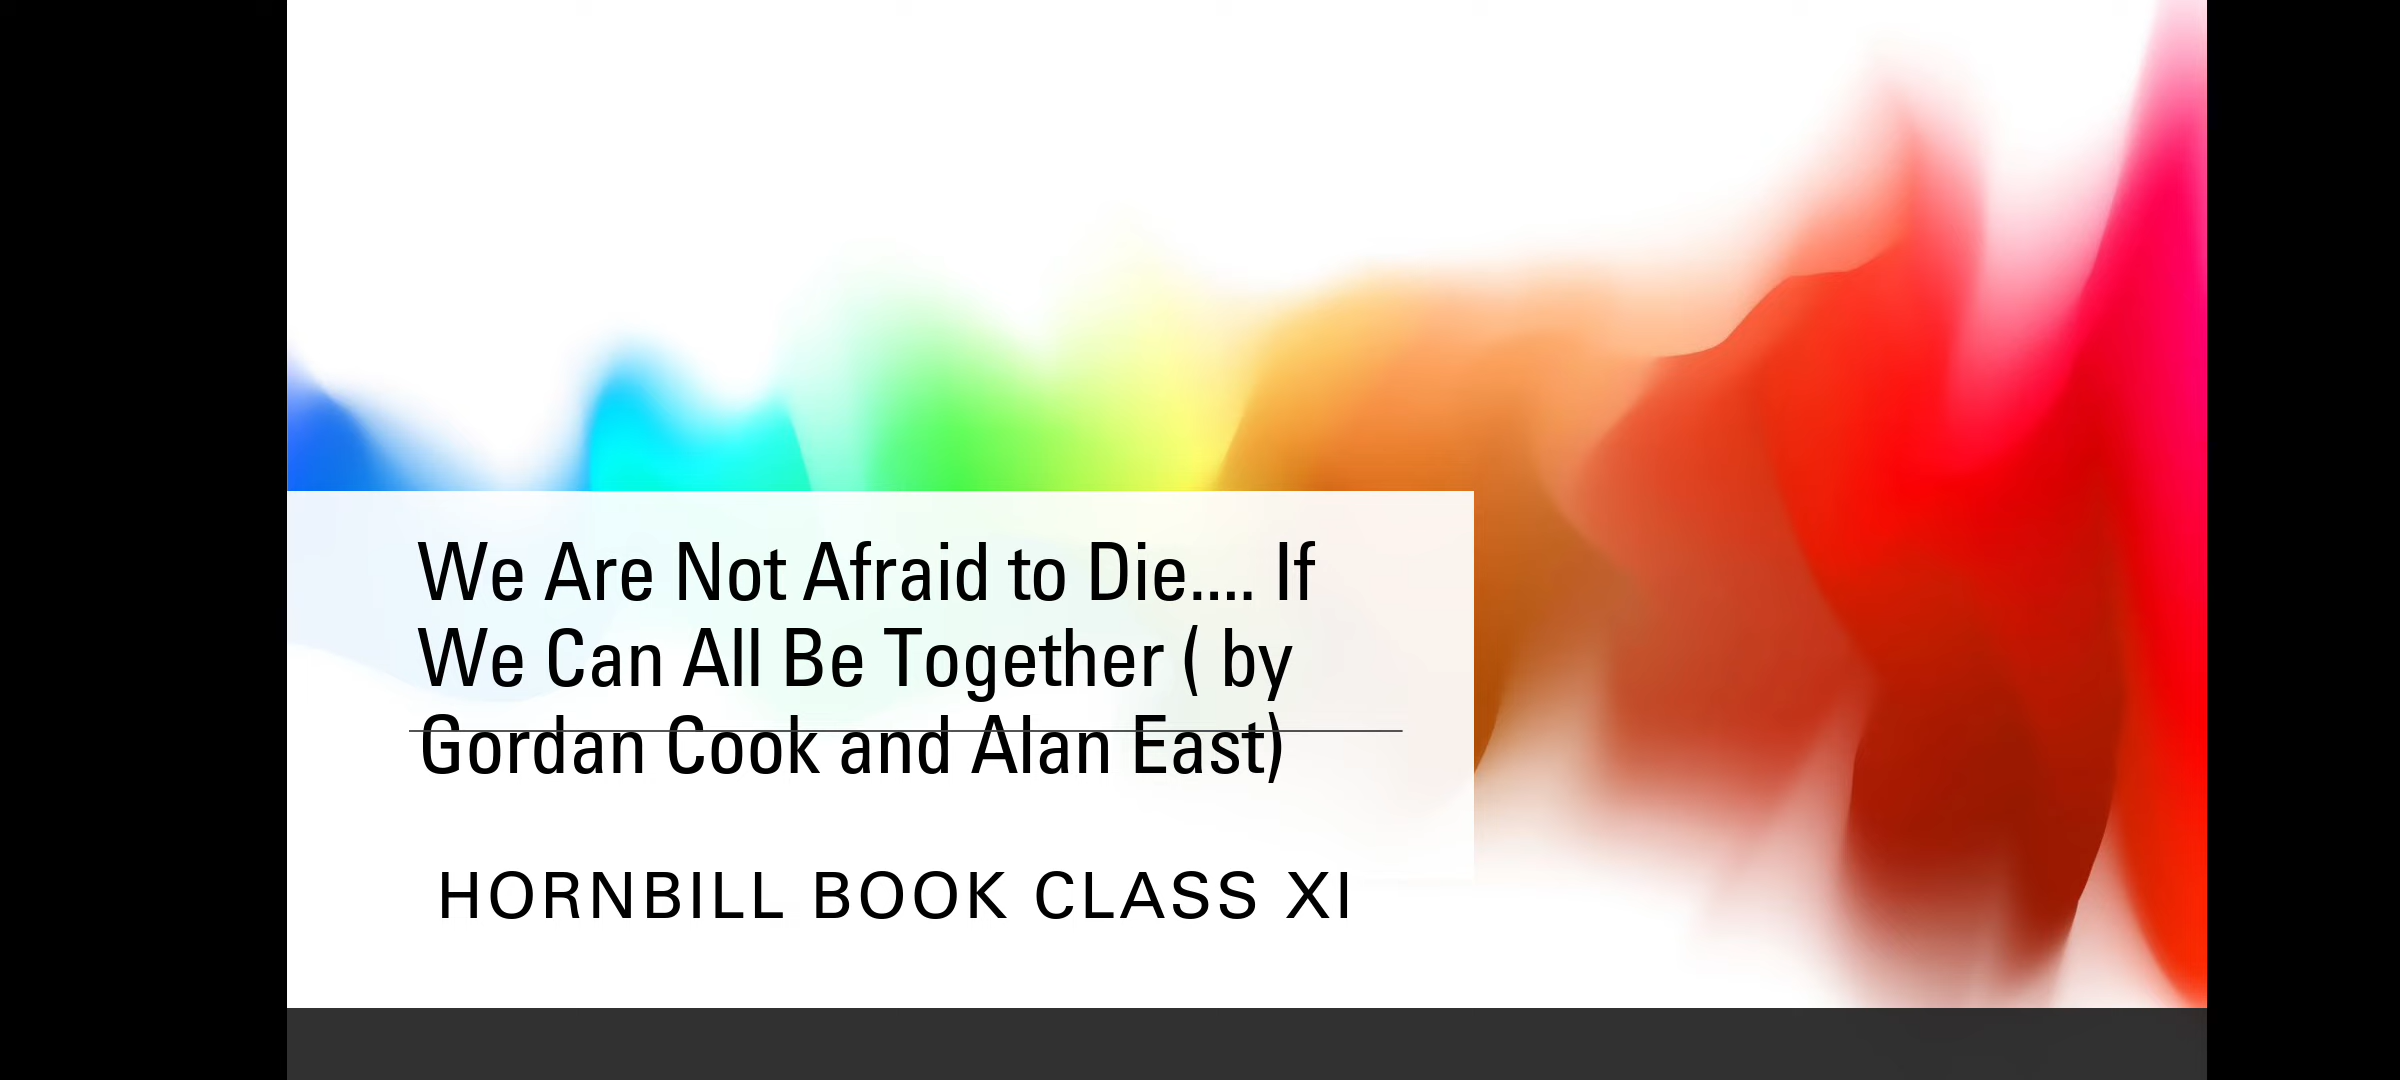 We Are Not Afraid to Die.... If
We Can All Be Together ( by
Gordan Cook and Alan East)
HORNBILL BOOK CLASS XI